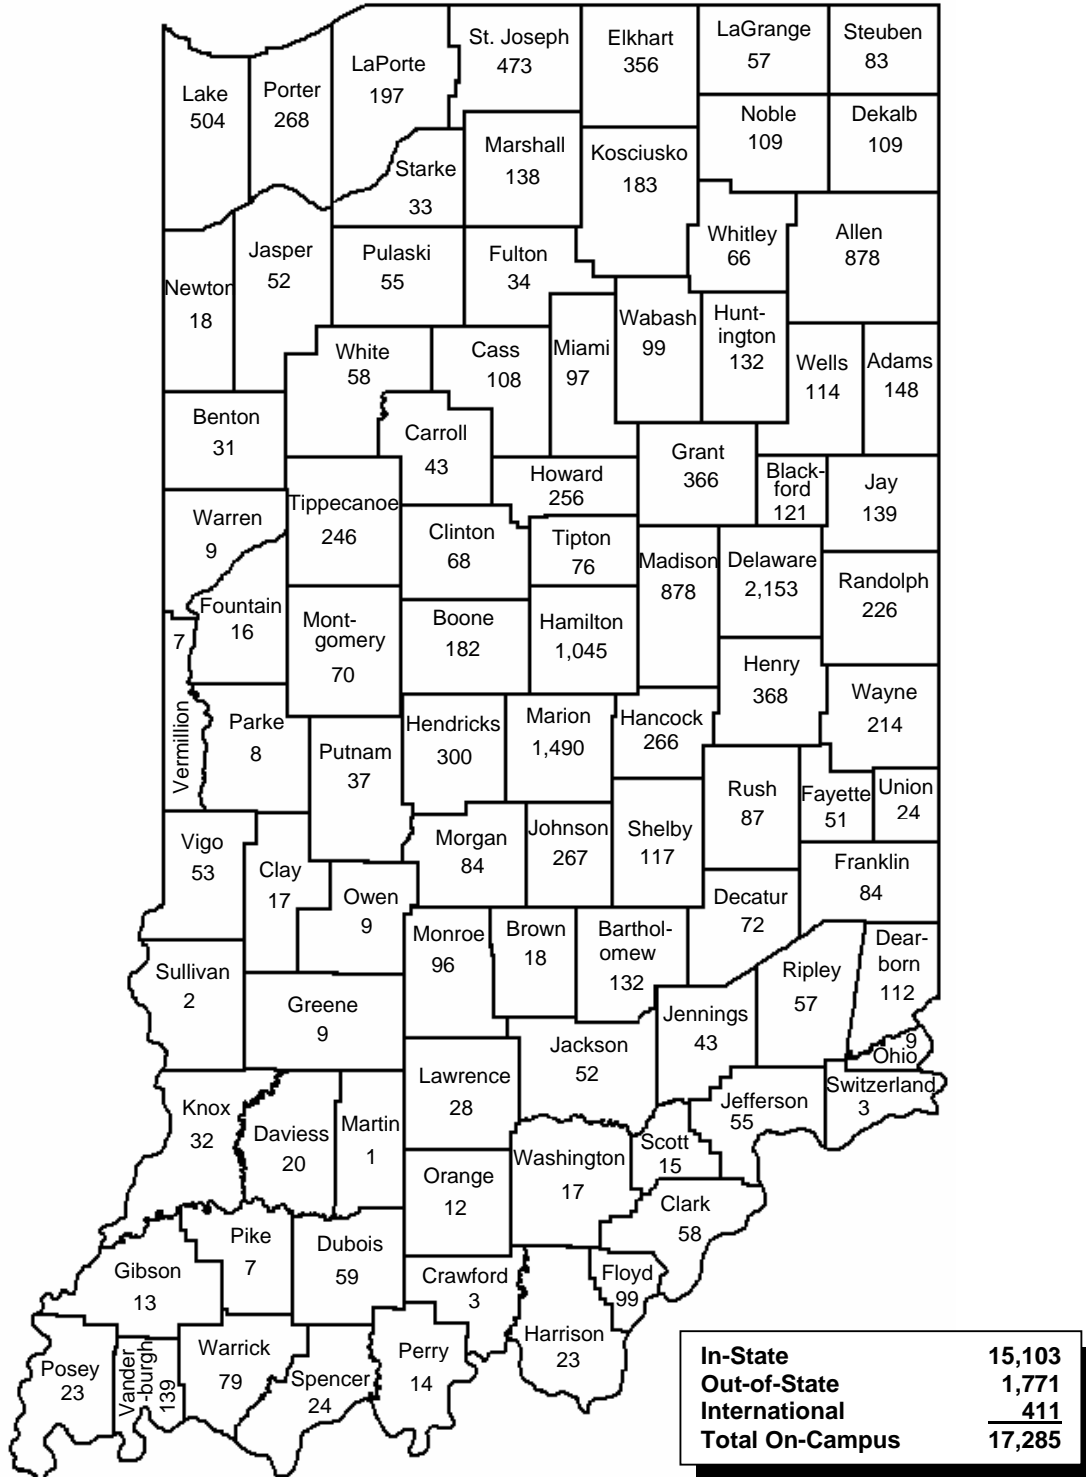 St. Joseph
473
Elkhart
356
LaGrange
57
Steuben
83
LaPorte
197
Lake
504
Porter
268
Noble
109
Dekalb
109
Marshall
138
Kosciusko
183
Starke
33
Whitley
66
Allen
878
Jasper
52
Pulaski
55
Fulton
34
Newton
18
Wabash
99
Hunt-
ington
132
White
58
Cass
108
Miami
97
Wells
114
Adams
148
Benton
31
Carroll
43
Grant
366
Howard
256
Black-
ford
121
Jay
139
Tippecanoe
246
Warren
9
Clinton
68
Tipton
76
Madison
878
Delaware
2,153
Randolph
226
Fountain
16
Mont-
gomery
70
Boone
182
Hamilton
1,045
7
Vermillion
Henry
368
Wayne
214
Parke
8
Putnam
37
Hendricks
300
Marion
1,490
Hancock
266
Rush
87
Fayette
51
Union
24
Vigo
53
Clay
17
Morgan
84
Johnson
267
Shelby
117
Franklin
84
Owen
9
Decatur
72
Monroe
96
Brown
18
Barthol-
omew
132
Dear-
born
112
Sullivan
2
Ripley
57
Greene
9
Jennings
43
Jackson
52
9
Ohio
Lawrence
28
Switzerland
3
Jefferson
55
Knox
32
Daviess
20
Martin
1
Scott
15
Washington
17
Orange
12
Clark
58
Pike
7
Dubois
59
Gibson
13
Crawford
3
Floyd
99
Harrison
23
Warrick
79
Perry
14
Posey
23
Vander
-burgh
139
Spencer
24
In-State 15,103
Out-of-State 1,771
International 411
Total On-Campus 17,285